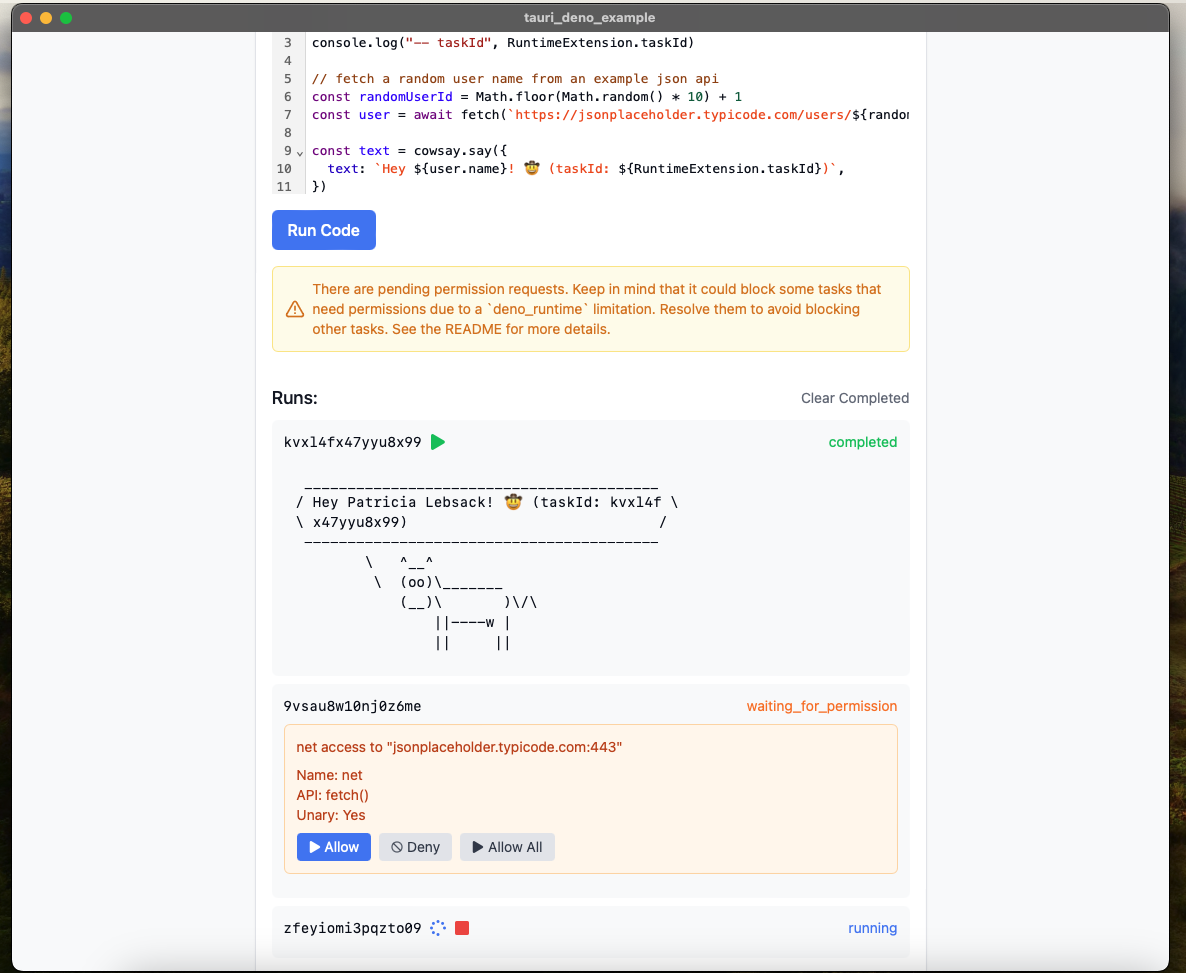 tauri_deno_example
3 console.log("-- taskId", RuntimeExtension.taskId)
4
5 // fetch a random user name from an example json api
6 const randomUserId = Math.floor(Math.random() * 10) + 1
7 const user = await fetch(`https://jsonplaceholder.typicode.com/users/${random
8
9 const text = cowsay.say({
10   text: `Hey ${user.name}! 🤠 (taskId: ${RuntimeExtension.taskId})`,
11 })
Run Code
There are pending permission requests. Keep in mind that it could block some tasks that
need permissions due to a `deno_runtime` limitation. Resolve them to avoid blocking
other tasks. See the README for more details.
Runs: Clear Completed
kvxl4fx47yyu8x99 completed
 _________________________________________
/ Hey Patricia Lebsack! 🤠 (taskId: kvxl4f \
\ x47yyu8x99)                             /
 -----------------------------------------
        \   ^__^
         \  (oo)\_______
            (__)\       )\/\
                ||----w |
                ||     ||
9vsau8w10nj0z6me waiting_for_permission
net access to "jsonplaceholder.typicode.com:443"
Name: net
API: fetch()
Unary: Yes
Allow Deny Allow All
zfeyiomi3pqzto09 running